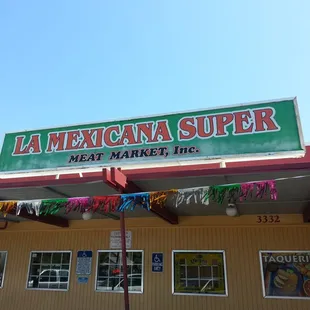 LA MEXICANA SUPER
MEAT MARKET, Inc.
3332
TAQUERI